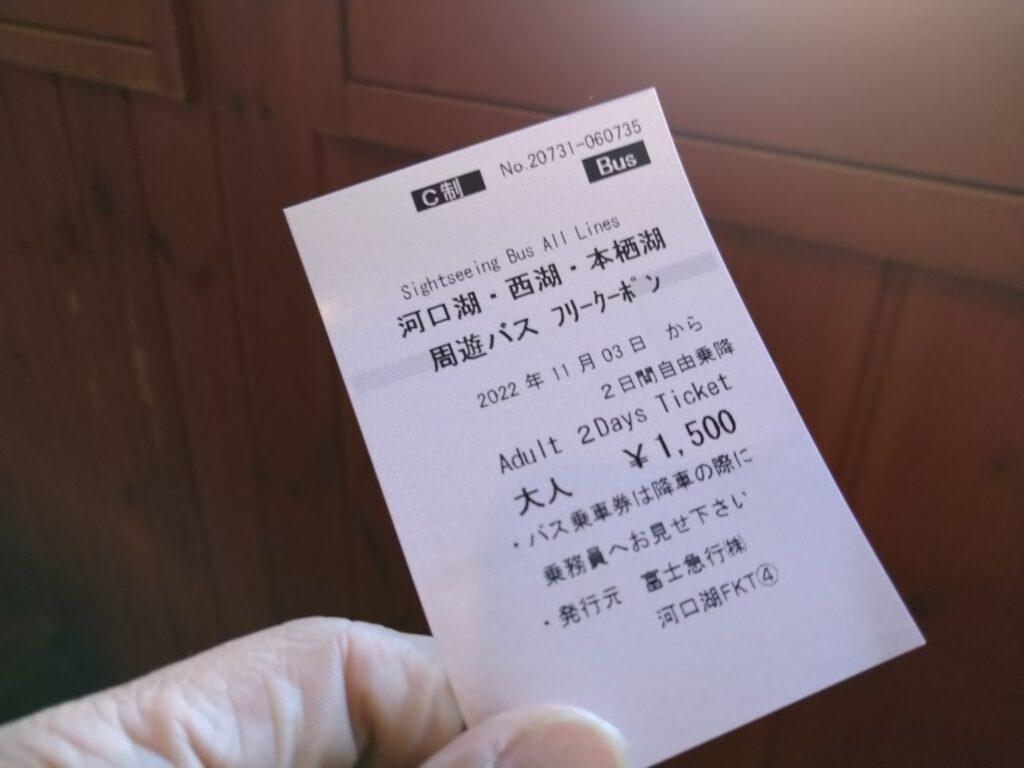 No.20731-060735
C制 Bus
Sightseeing Bus All Lines
河口湖・西湖・本栖湖
周遊バス ﾌﾘｰｸｰﾎﾟﾝ
2022 年 11 月 03 日 から
2日間自由乗降
Adult 2Days Ticket
大人 ¥1,500
・バス乗車券は降車の際に
乗務員へお見せ下さい
・発行元 富士急行㈱
河口湖FKT④